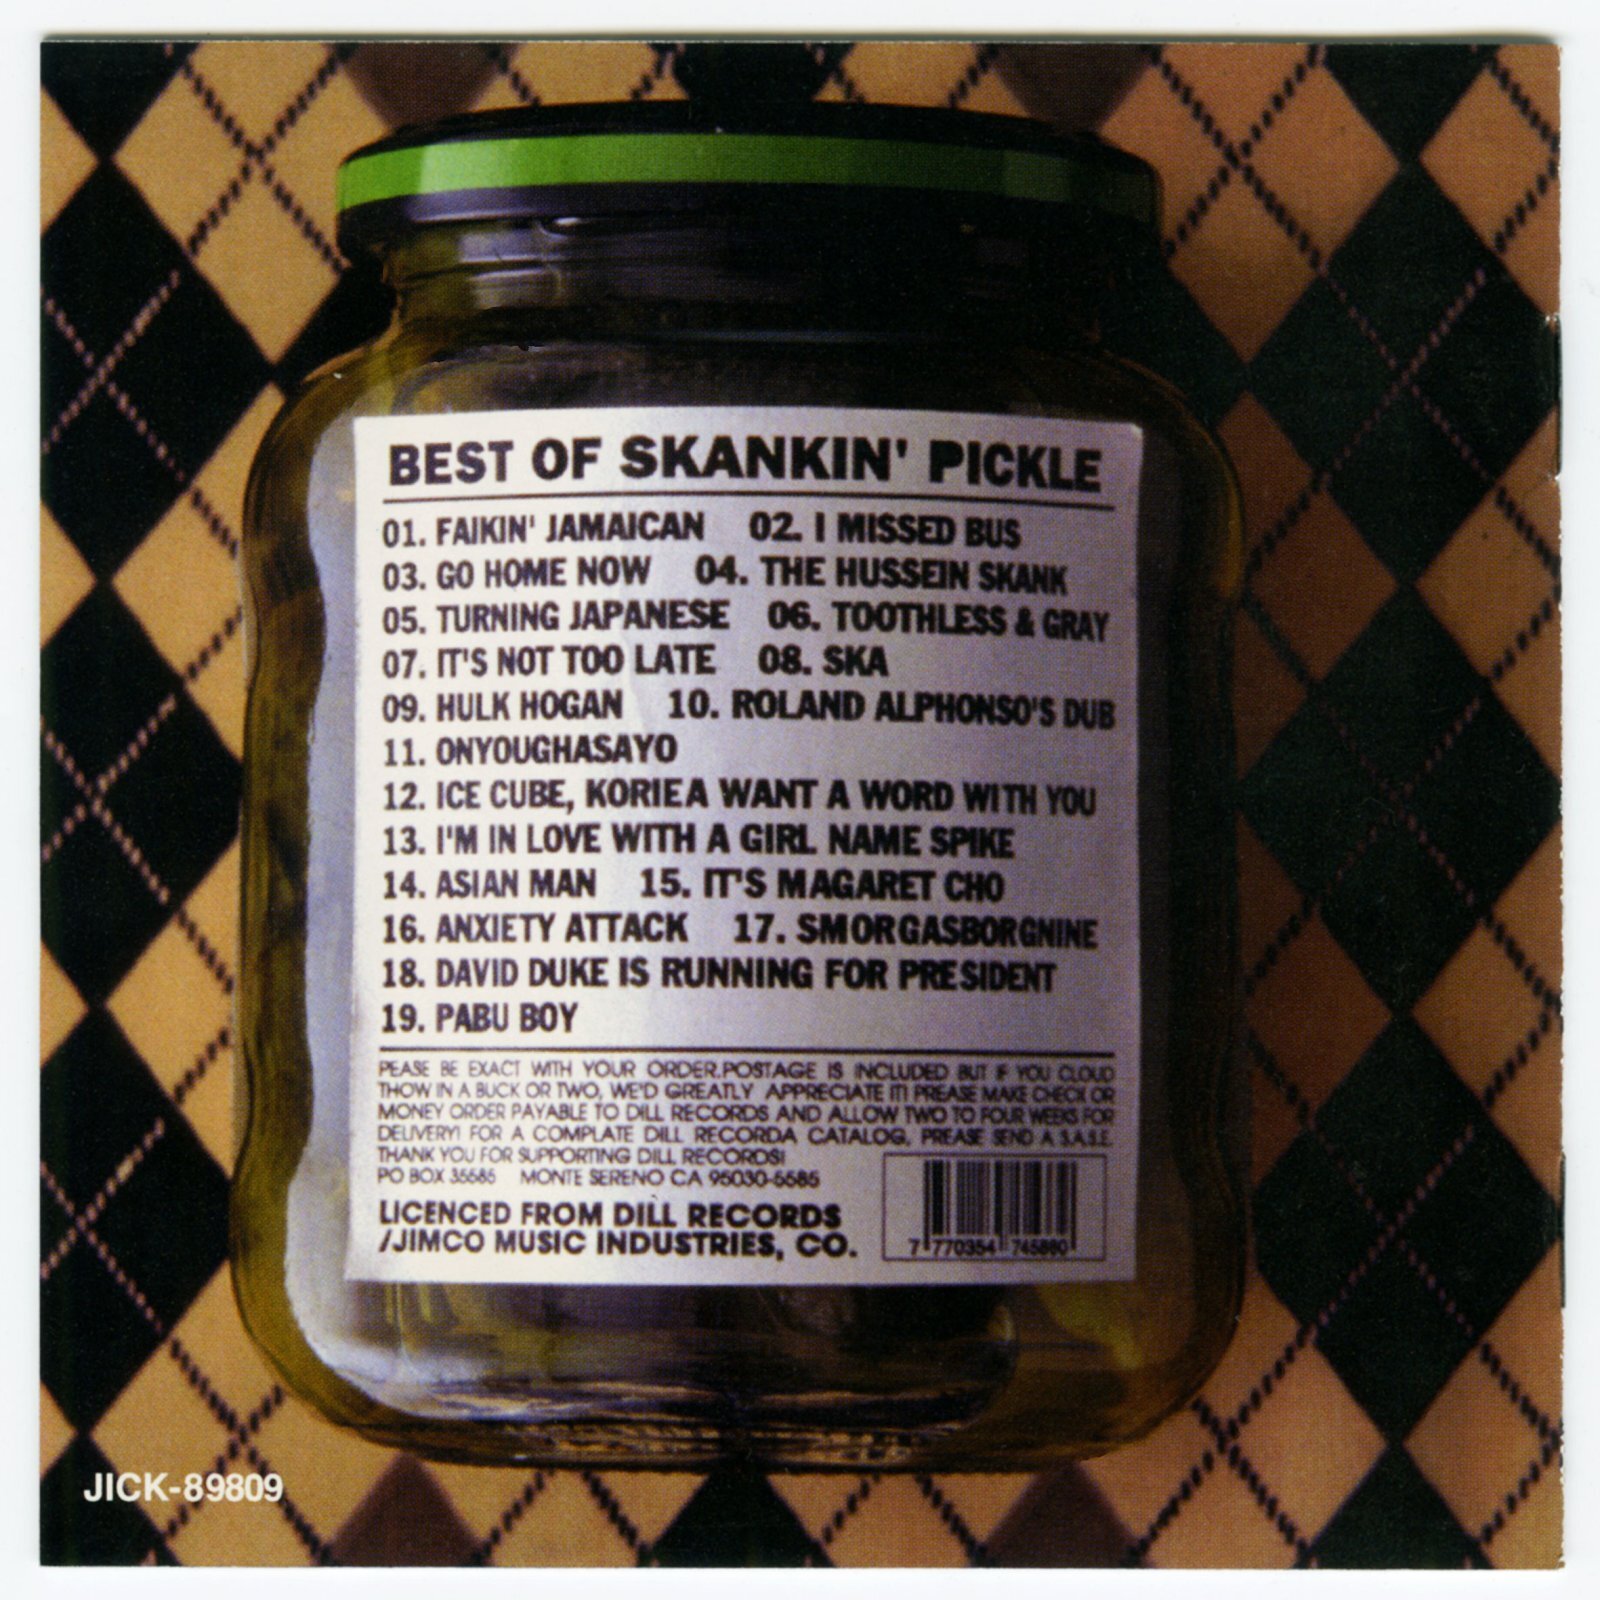 BEST OF SKANKIN' PICKLE
01. FAIKIN' JAMAICAN 02. I MISSED BUS
03. GO HOME NOW 04. THE HUSSEIN SKANK
05. TURNING JAPANESE 06. TOOTHLESS & GRAY
07. IT'S NOT TOO LATE 08. SKA
09. HULK HOGAN 10. ROLAND ALPHONSO'S DUB
11. ONYOUGHASAYO
12. ICE CUBE, KORIEA WANT A WORD WITH YOU
13. I'M IN LOVE WITH A GIRL NAME SPIKE
14. ASIAN MAN 15. IT'S MAGARET CHO
16. ANXIETY ATTACK 17. SMORGASBORGNINE
18. DAVID DUKE IS RUNNING FOR PRESIDENT
19. PABU BOY
PEASE BE EXACT WITH YOUR ORDER.POSTAGE IS INCLUDED BUT IF YOU CLOUD
THOW IN A BUCK OR TWO, WE'D GREATLY APPRECIATE IT! PREASE MAKE CHECK OR
MONEY ORDER PAYABLE TO DILL RECORDS AND ALLOW TWO TO FOUR WEEKS FOR
DELIVERY! FOR A COMPLATE DILL RECORDA CATALOG, PREASE SEND A S.A.S.E.
THANK YOU FOR SUPPORTING DILL RECORDS!
PO BOX 35585 MONTE SERENO CA 95030-5585
LICENCED FROM DILL RECORDS
/JIMCO MUSIC INDUSTRIES, CO.
7 770354 745880
JICK-89809